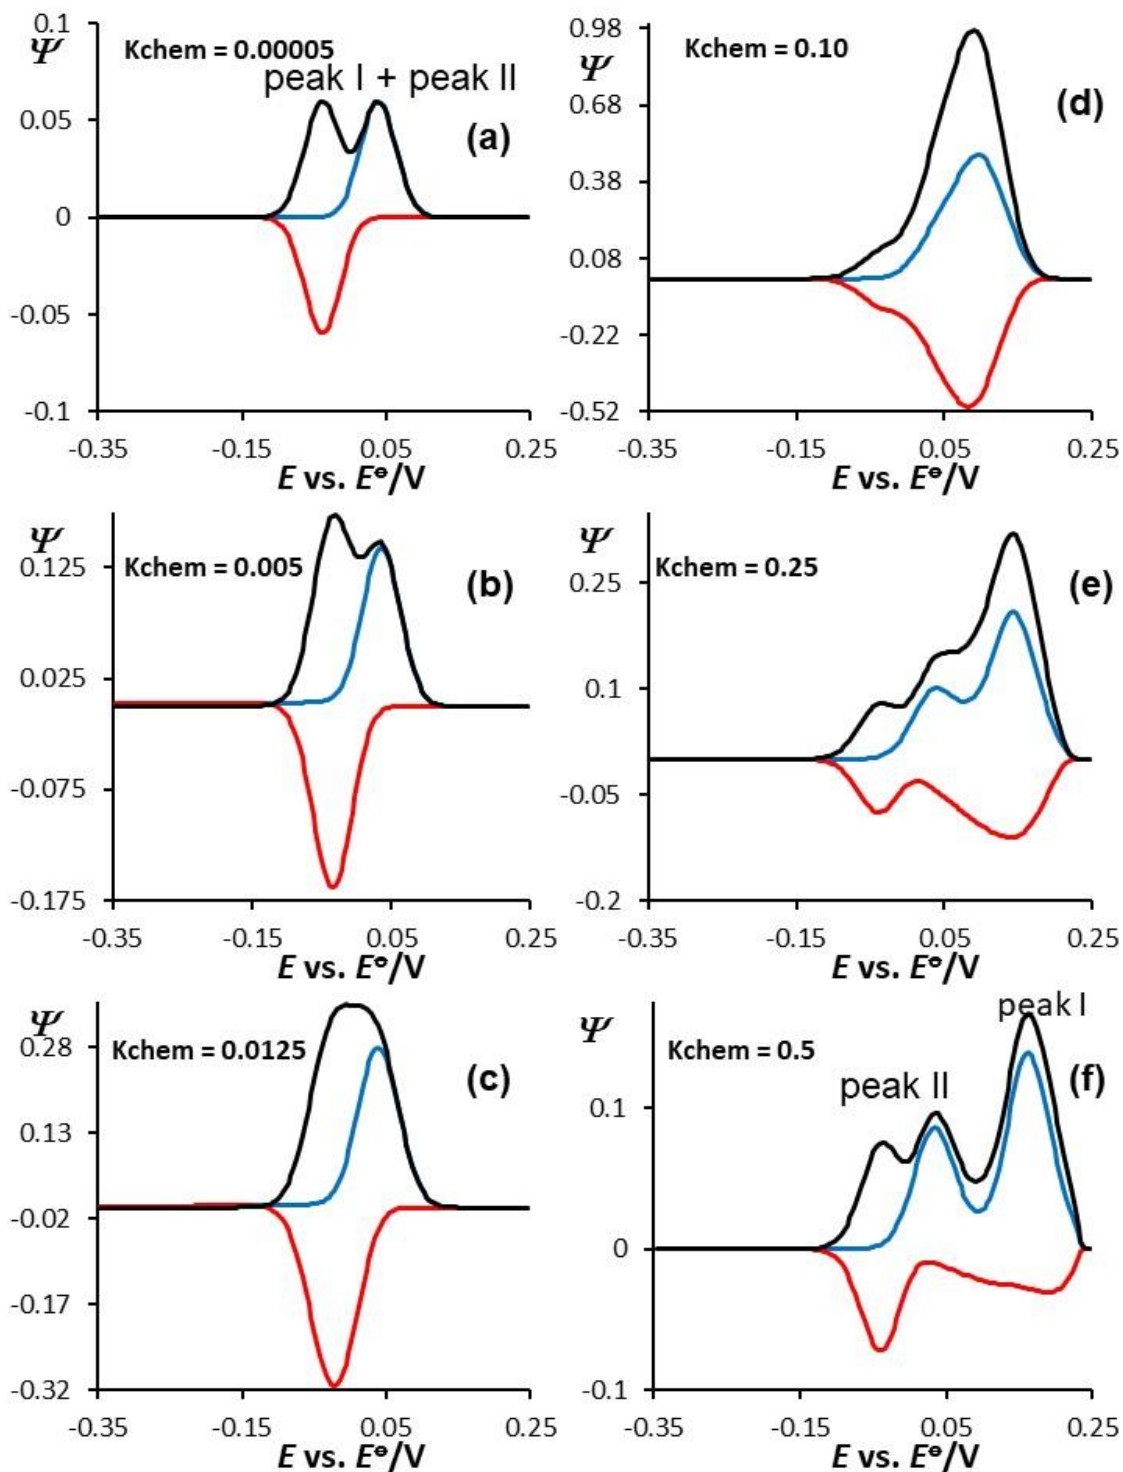 0.1
Ψ
Kchem = 0.00005
peak I + peak II
0.05
(a)
0
-0.05
-0.1
-0.35
-0.15
0.05
0.25
E vs. E⦵/V
0.98
Ψ
Kchem = 0.10
0.68
(d)
0.38
0.08
-0.22
-0.52
-0.35
-0.15
0.05
0.25
E vs. E⦵/V
Ψ
0.125
Kchem = 0.005
(b)
0.025
-0.075
-0.175
-0.35
-0.15
0.05
0.25
E vs. E⦵/V
Ψ
Kchem = 0.25
0.25
(e)
0.1
-0.05
-0.2
-0.35
-0.15
0.05
0.25
E vs. E⦵/V
Ψ
0.28
Kchem = 0.0125
(c)
0.13
-0.02
-0.17
-0.32
-0.35
-0.15
0.05
0.25
E vs. E⦵/V
peak I
Ψ
Kchem = 0.5
(f)
peak II
0.1
0
-0.1
-0.35
-0.15
0.05
0.25
E vs. E⦵/V